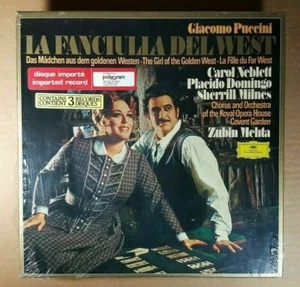 Giacomo Puccini
LA FANCIULLA DEL WEST
Das Mädchen aus dem goldenen Westen · The Girl of the Golden West · La Fille du Far West
disque importé
imported record
polygram
CONTAINS 3 RECORDS
CONTIENT 3 DISQUES
Carol Neblett
Placido Domingo
Sherrill Milnes
Chorus and Orchestra
of the Royal Opera House
Covent Garden
Zubin Mehta